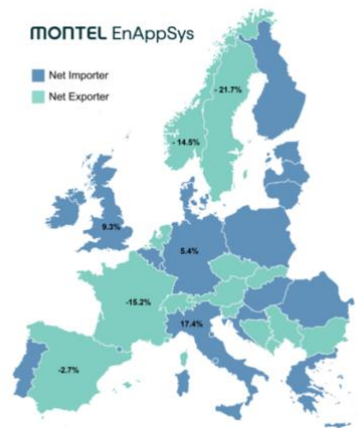 MONTEL EnAppSys
Net Importer
Net Exporter
- 21.7%
- 14.5%
9.3%
5.4%
-15.2%
17.4%
-2.7%